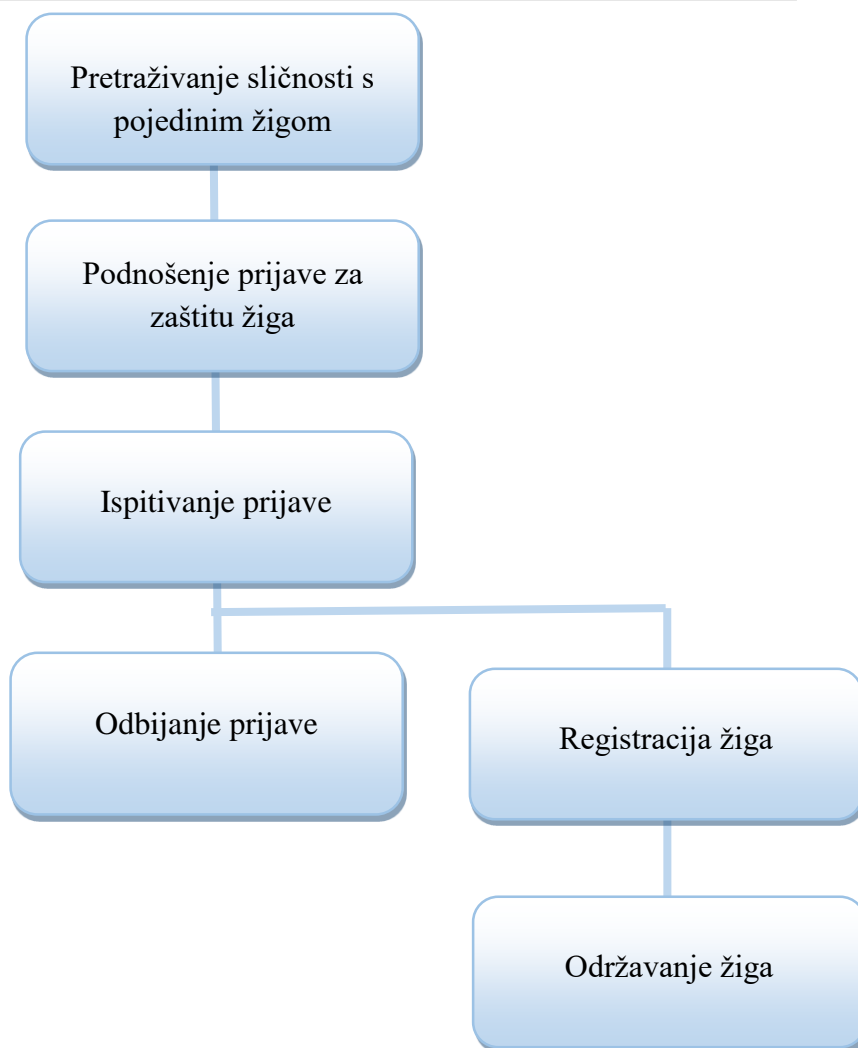 Pretraživanje sličnosti s
pojedinim žigom
Podnošenje prijave za
zaštitu žiga
Ispitivanje prijave
Odbijanje prijave
Registracija žiga
Održavanje žiga